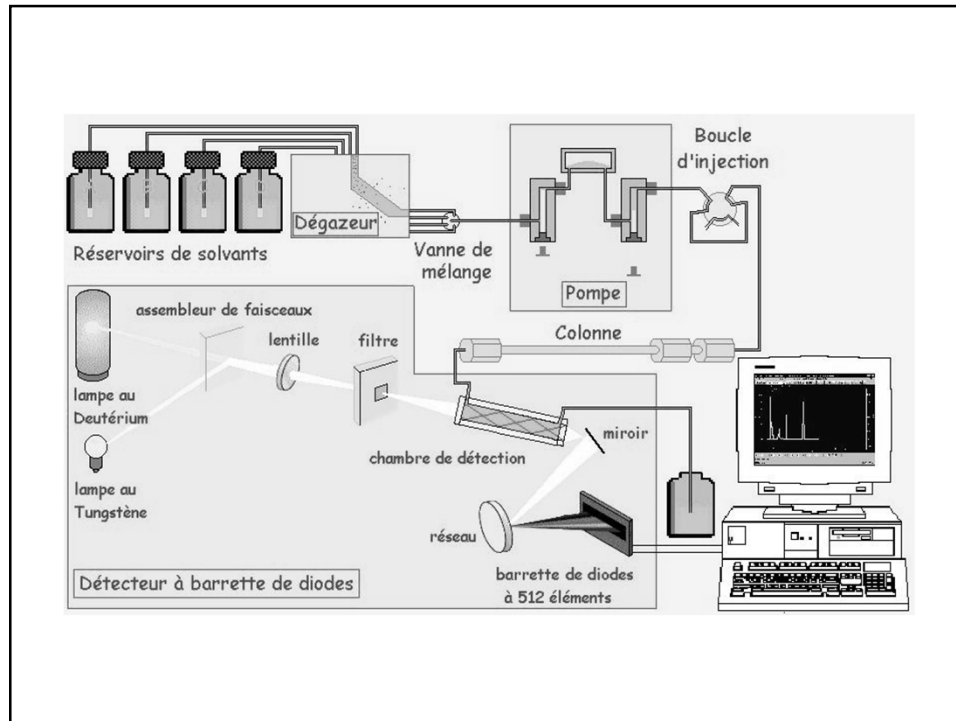 Boucle
d'injection
Dégazeur
Réservoirs de solvants
Vanne de
mélange
Pompe
Colonne
assembleur de faisceaux
lentille
filtre
lampe au
Deutérium
miroir
chambre de détection
lampe au
Tungstène
réseau
barrette de diodes
à 512 éléments
Détecteur à barrette de diodes